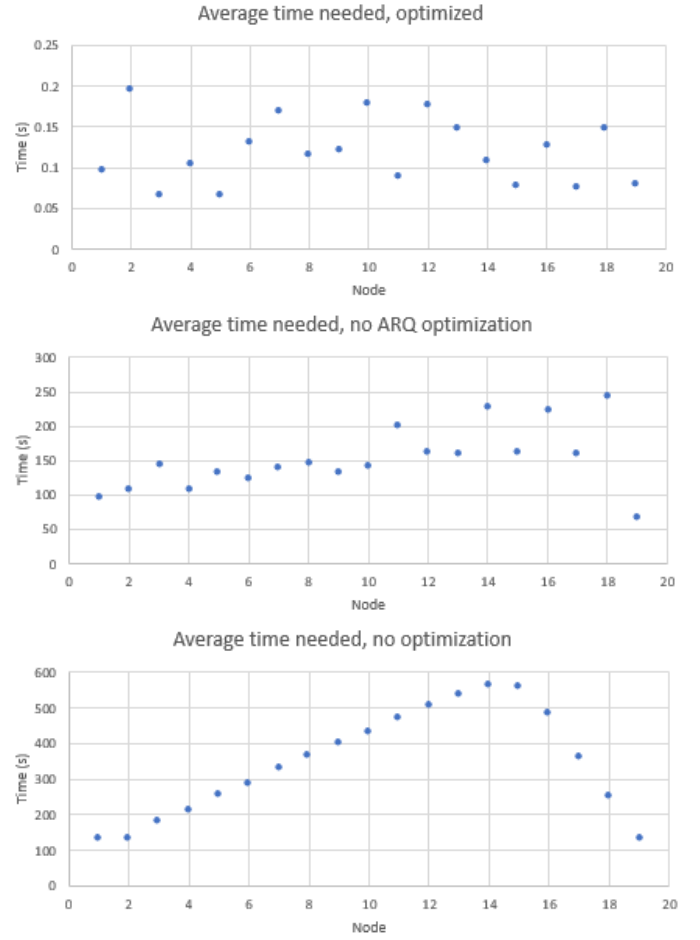 Average time needed, optimized
0.25
0.2
0.15
0.1
0.05
0
Time (s)
0 2 4 6 8 10 12 14 16 18 20
Node
Average time needed, no ARQ optimization
300
250
200
150
100
50
0
Time (s)
0 2 4 6 8 10 12 14 16 18 20
Node
Average time needed, no optimization
600
500
400
300
200
100
0
Time (s)
0 2 4 6 8 10 12 14 16 18 20
Node